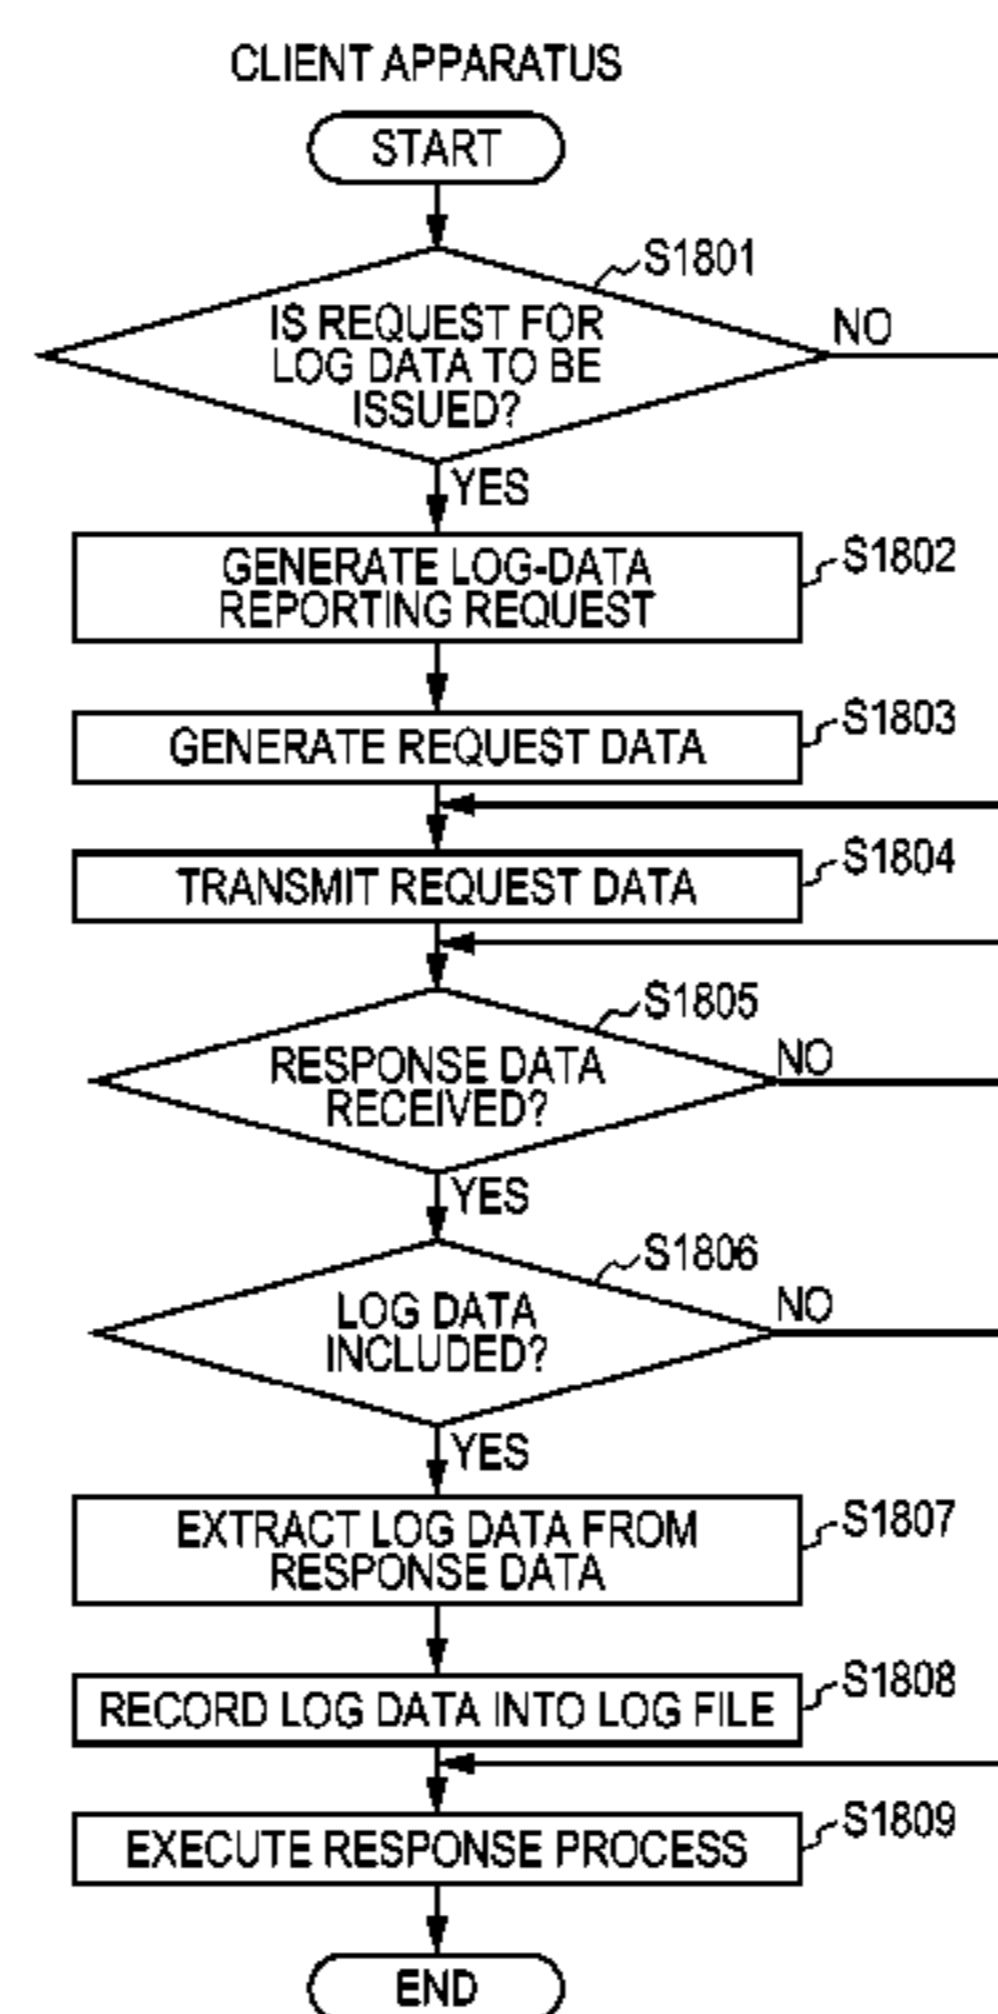 CLIENT APPARATUS
START
S1801
IS REQUEST FOR
LOG DATA TO BE
ISSUED?
NO
YES
S1802
GENERATE LOG-DATA
REPORTING REQUEST
S1803
GENERATE REQUEST DATA
S1804
TRANSMIT REQUEST DATA
S1805
RESPONSE DATA
RECEIVED?
NO
YES
S1806
LOG DATA
INCLUDED?
NO
YES
S1807
EXTRACT LOG DATA FROM
RESPONSE DATA
S1808
RECORD LOG DATA INTO LOG FILE
S1809
EXECUTE RESPONSE PROCESS
END